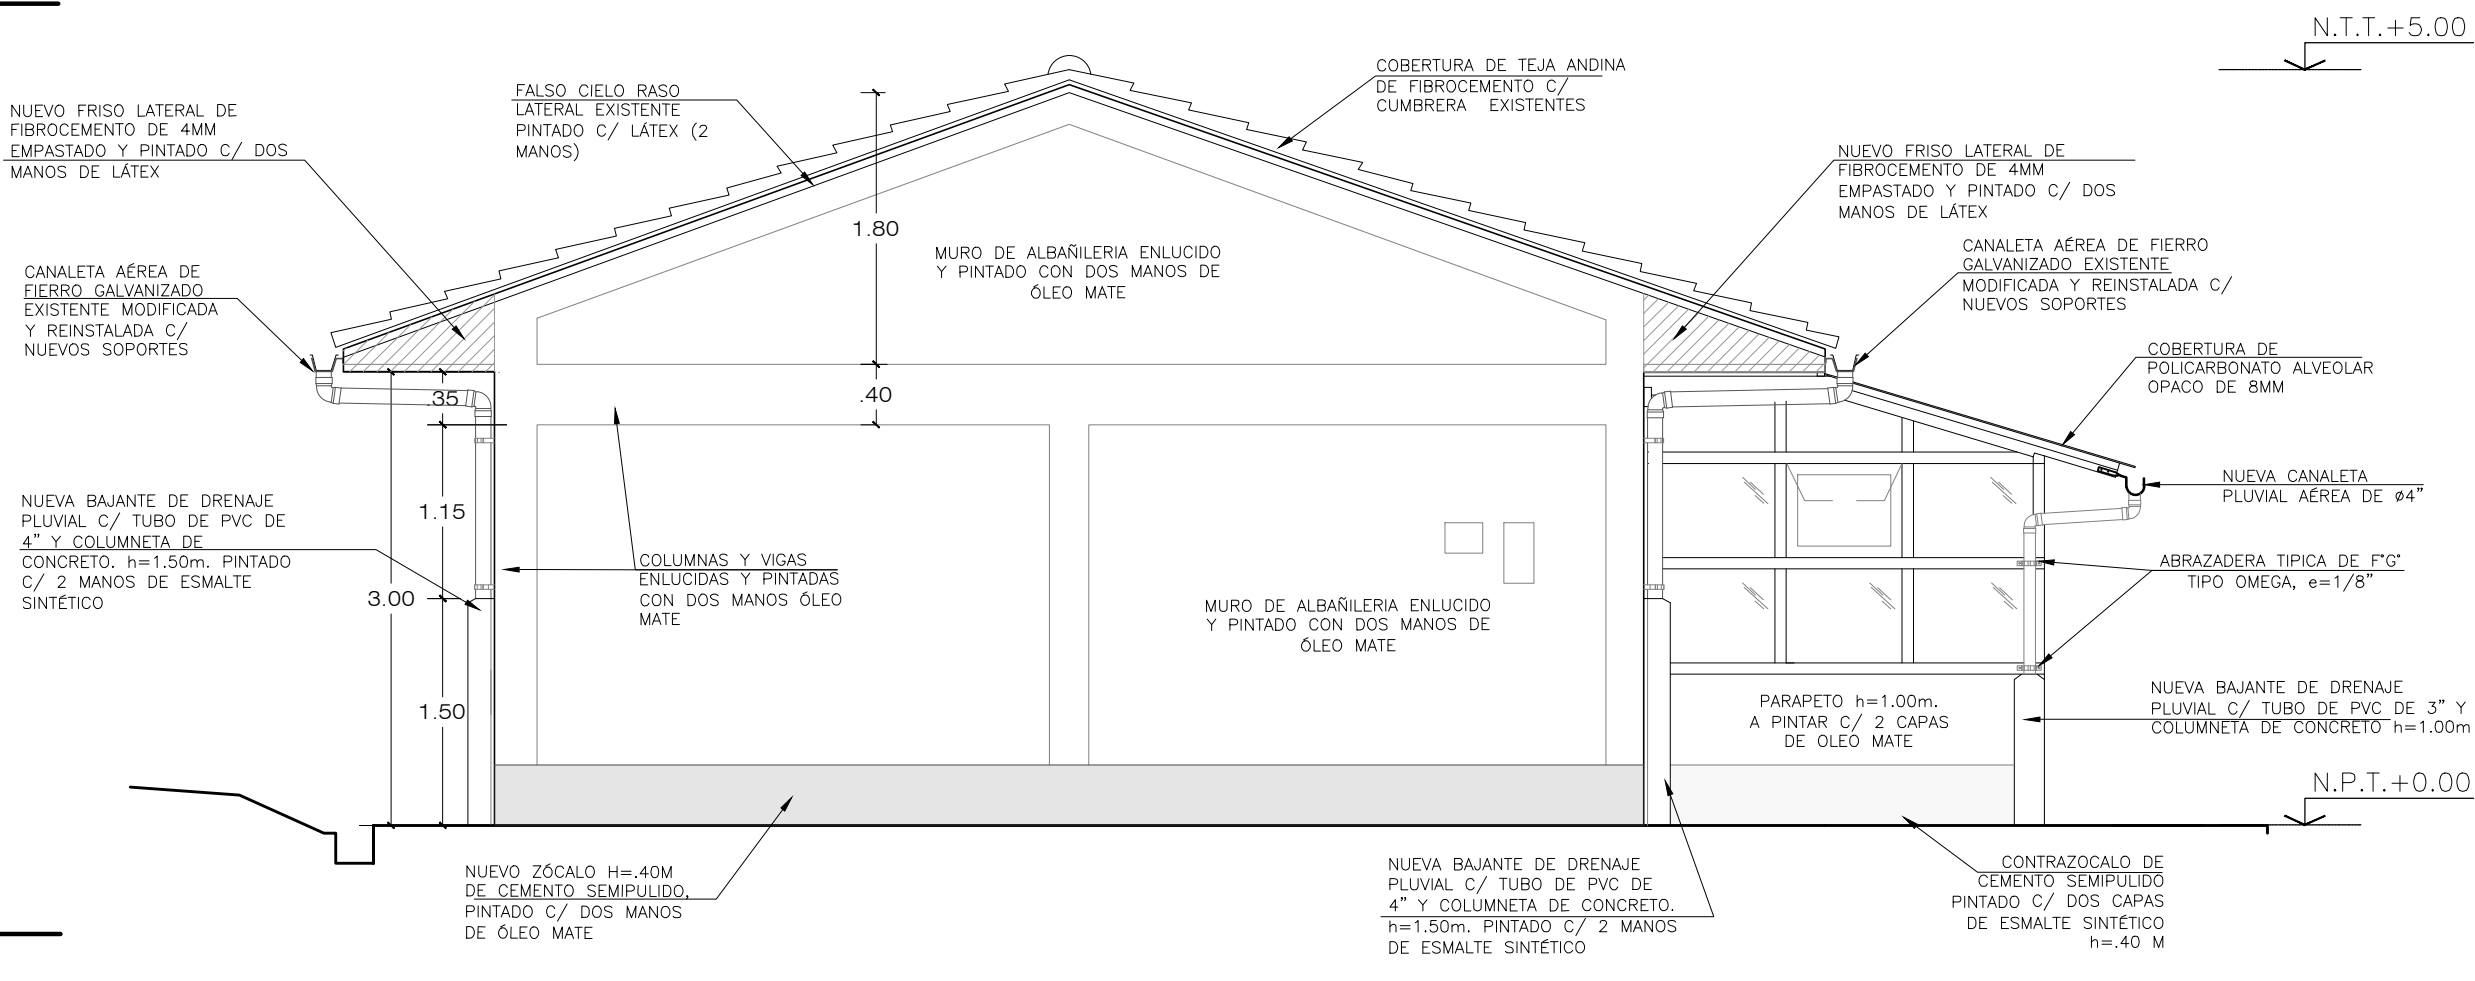 N.T.T.+5.00
COBERTURA DE TEJA ANDINA
DE FIBROCEMENTO C/
CUMBRERA EXISTENTES
FALSO CIELO RASO
LATERAL EXISTENTE
PINTADO C/ LÁTEX (2
MANOS)
NUEVO FRISO LATERAL DE
FIBROCEMENTO DE 4MM
EMPASTADO Y PINTADO C/ DOS
MANOS DE LÁTEX
NUEVO FRISO LATERAL DE
FIBROCEMENTO DE 4MM
EMPASTADO Y PINTADO C/ DOS
MANOS DE LÁTEX
1.80
MURO DE ALBAÑILERIA ENLUCIDO
Y PINTADO CON DOS MANOS DE
ÓLEO MATE
CANALETA AÉREA DE FIERRO
GALVANIZADO EXISTENTE
MODIFICADA Y REINSTALADA C/
NUEVOS SOPORTES
CANALETA AÉREA DE
FIERRO GALVANIZADO
EXISTENTE MODIFICADA
Y REINSTALADA C/
NUEVOS SOPORTES
COBERTURA DE
POLICARBONATO ALVEOLAR
OPACO DE 8MM
.35
.40
NUEVA CANALETA
PLUVIAL AÉREA DE ø4”
NUEVA BAJANTE DE DRENAJE
PLUVIAL C/ TUBO DE PVC DE
4” Y COLUMNETA DE
CONCRETO. h=1.50m. PINTADO
C/ 2 MANOS DE ESMALTE
SINTÉTICO
1.15
COLUMNAS Y VIGAS
ENLUCIDAS Y PINTADAS
CON DOS MANOS ÓLEO
MATE
ABRAZADERA TIPICA DE F°G°
TIPO OMEGA, e=1/8”
3.00
MURO DE ALBAÑILERIA ENLUCIDO
Y PINTADO CON DOS MANOS DE
ÓLEO MATE
1.50
PARAPETO h=1.00m.
A PINTAR C/ 2 CAPAS
DE OLEO MATE
NUEVA BAJANTE DE DRENAJE
PLUVIAL C/ TUBO DE PVC DE 3” Y
COLUMNETA DE CONCRETO h=1.00m
N.P.T.+0.00
NUEVO ZÓCALO H=.40M
DE CEMENTO SEMIPULIDO,
PINTADO C/ DOS MANOS
DE ÓLEO MATE
NUEVA BAJANTE DE DRENAJE
PLUVIAL C/ TUBO DE PVC DE
4” Y COLUMNETA DE CONCRETO.
h=1.50m. PINTADO C/ 2 MANOS
DE ESMALTE SINTÉTICO
CONTRAZOCALO DE
CEMENTO SEMIPULIDO
PINTADO C/ DOS CAPAS
DE ESMALTE SINTÉTICO
h=.40 M